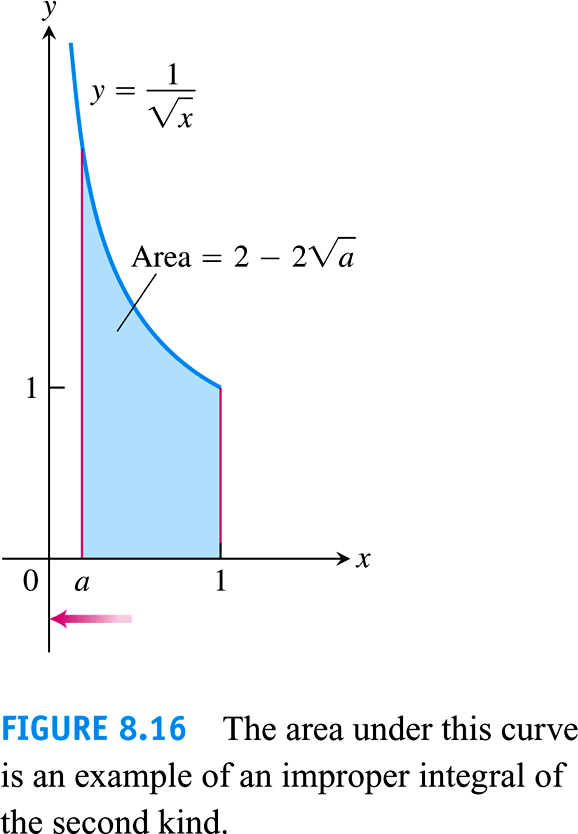 y
y = 1/√x
Area = 2 − 2√a
1
0 a 1 x
FIGURE 8.16 The area under this curve
is an example of an improper integral of
the second kind.